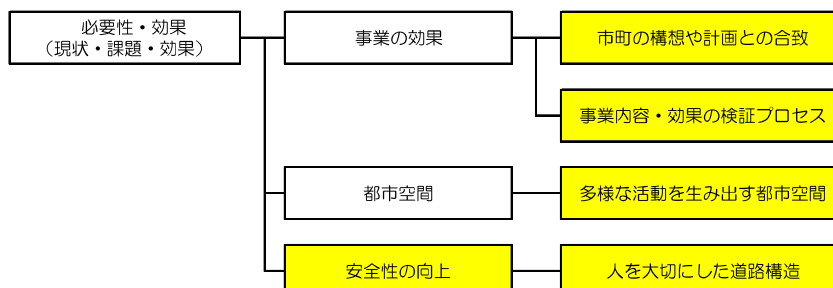 必要性・効果
（現状・課題・効果）
事業の効果
市町の構想や計画との合致
事業内容・効果の検証プロセス
都市空間
多様な活動を生み出す都市空間
安全性の向上
人を大切にした道路構造